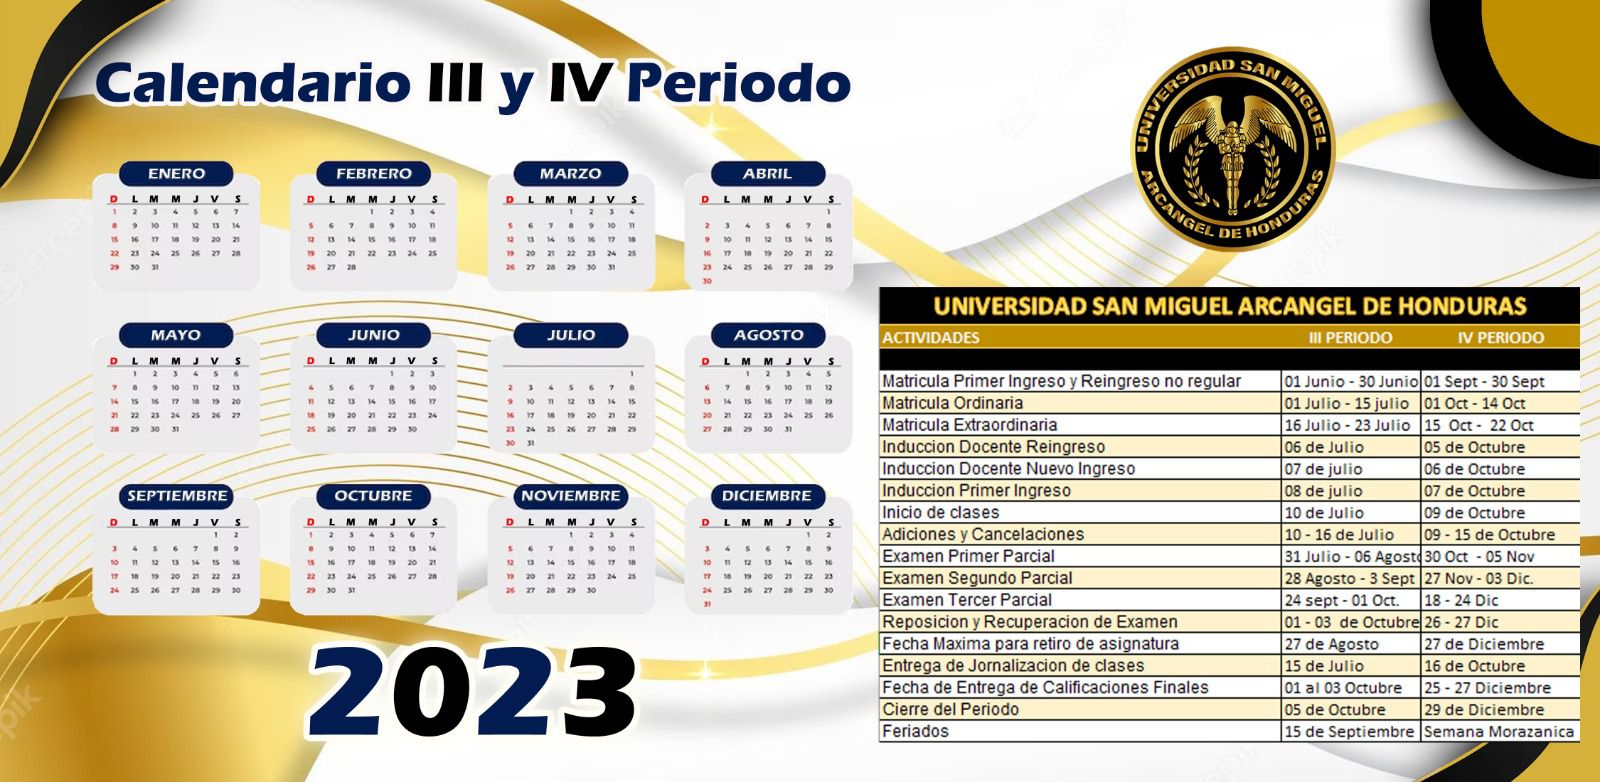 Calendario III y IV Periodo
UNIVERSIDAD SAN MIGUEL
ARCANGEL DE HONDURAS
ENERO
D L M M J V S
1 2 3 4 5 6 7
8 9 10 11 12 13 14
15 16 17 18 19 20 21
22 23 24 25 26 27 28
29 30 31
FEBRERO
D L M M J V S
1 2 3 4
5 6 7 8 9 10 11
12 13 14 15 16 17 18
19 20 21 22 23 24 25
26 27 28
MARZO
D L M M J V S
1 2 3 4
5 6 7 8 9 10 11
12 13 14 15 16 17 18
19 20 21 22 23 24 25
26 27 28 29 30 31
ABRIL
D L M M J V S
1
2 3 4 5 6 7 8
9 10 11 12 13 14 15
16 17 18 19 20 21 22
23 24 25 26 27 28 29
30
MAYO
D L M M J V S
1 2 3 4 5 6
7 8 9 10 11 12 13
14 15 16 17 18 19 20
21 22 23 24 25 26 27
28 29 30 31
JUNIO
D L M M J V S
1 2 3
4 5 6 7 8 9 10
11 12 13 14 15 16 17
18 19 20 21 22 23 24
25 26 27 28 29 30
JULIO
1
2 3 4 5 6 7 8
9 10 11 12 13 14 15
16 17 18 19 20 21 22
23 24 25 26 27 28 29
30 31
AGOSTO
D L M M J V S
1 2 3 4 5
6 7 8 9 10 11 12
13 14 15 16 17 18 19
20 21 22 23 24 25 26
27 28 29 30 31
SEPTIEMBRE
D L M M J V S
1 2
3 4 5 6 7 8 9
10 11 12 13 14 15 16
17 18 19 20 21 22 23
24 25 26 27 28 29 30
OCTUBRE
D L M M J V S
1 2 3 4 5 6 7
8 9 10 11 12 13 14
15 16 17 18 19 20 21
22 23 24 25 26 27 28
29 30 31
NOVIEMBRE
D L M M J V S
1 2 3 4
5 6 7 8 9 10 11
12 13 14 15 16 17 18
19 20 21 22 23 24 25
26 27 28 29 30
DICIEMBRE
D L M M J V S
1 2
3 4 5 6 7 8 9
10 11 12 13 14 15 16
17 18 19 20 21 22 23
24 25 26 27 28 29 30
31
2023
UNIVERSIDAD SAN MIGUEL ARCANGEL DE HONDURAS
ACTIVIDADES III PERIODO IV PERIODO
Matricula Primer Ingreso y Reingreso no regular 01 Junio - 30 Junio 01 Sept - 30 Sept
Matricula Ordinaria 01 Julio - 15 julio 01 Oct - 14 Oct
Matricula Extraordinaria 16 Julio - 23 Julio 15 Oct - 22 Oct
Induccion Docente Reingreso 06 de Julio 05 de Octubre
Induccion Docente Nuevo Ingreso 07 de julio 06 de Octubre
Induccion Primer Ingreso 08 de julio 07 de Octubre
Inicio de clases 10 de Julio 09 de Octubre
Adiciones y Cancelaciones 10 - 16 de Julio 09 - 15 de Octubre
Examen Primer Parcial 31 Julio - 06 Agosto 30 Oct - 05 Nov
Examen Segundo Parcial 28 Agosto - 3 Sept 27 Nov - 03 Dic.
Examen Tercer Parcial 24 sept - 01 Oct. 18 - 24 Dic
Reposicion y Recuperacion de Examen 01 - 03 de Octubre 26 - 27 Dic
Fecha Maxima para retiro de asignatura 27 de Agosto 27 de Diciembre
Entrega de Jornalizacion de clases 15 de Julio 16 de Octubre
Fecha de Entrega de Calificaciones Finales 01 al 03 Octubre 25 - 27 Diciembre
Cierre del Periodo 05 de Octubre 29 de Diciembre
Feriados 15 de Septiembre Semana Morazanica